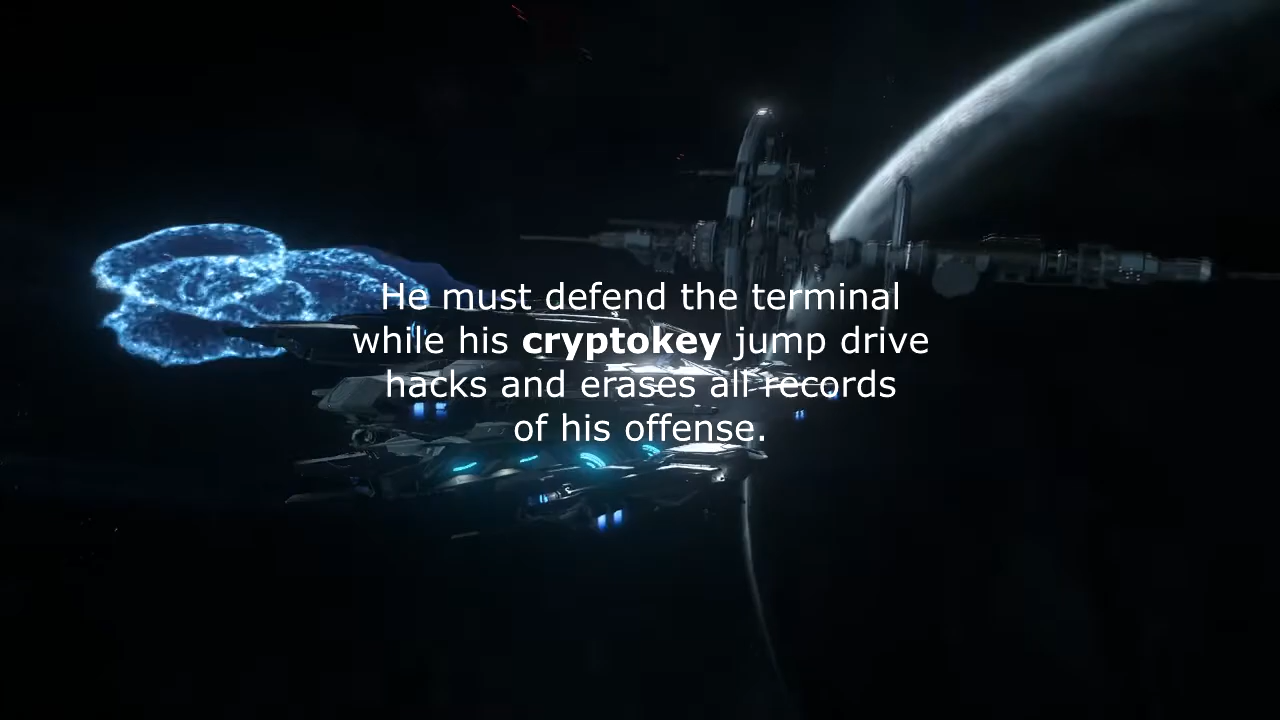 He must defend the terminal
while his cryptokey jump drive
hacks and erases all records
of his offense.